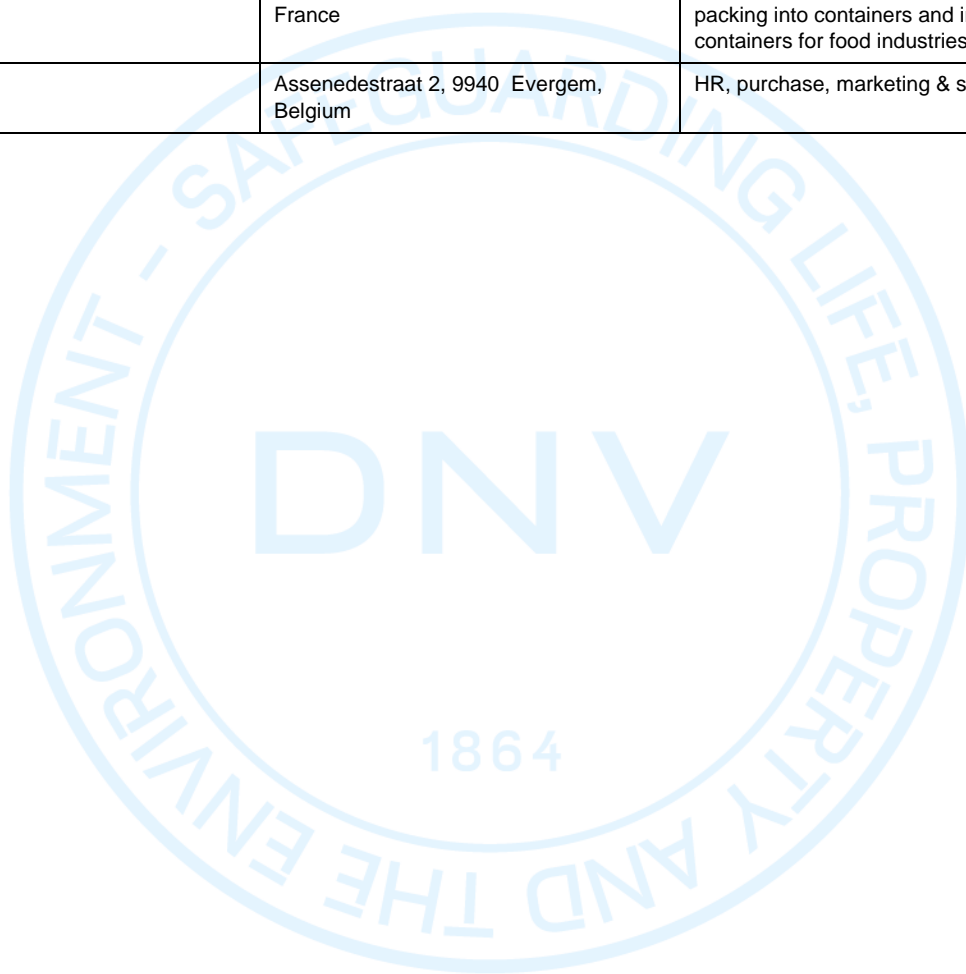 France
packing into containers and
containers for food industries
Assenedestraat 2, 9940 Evergem,
Belgium
HR, purchase, marketing &
SAFEGUARDING LIFE, PROPERTY AND THE ENVIRONMENT -
DNV
1864